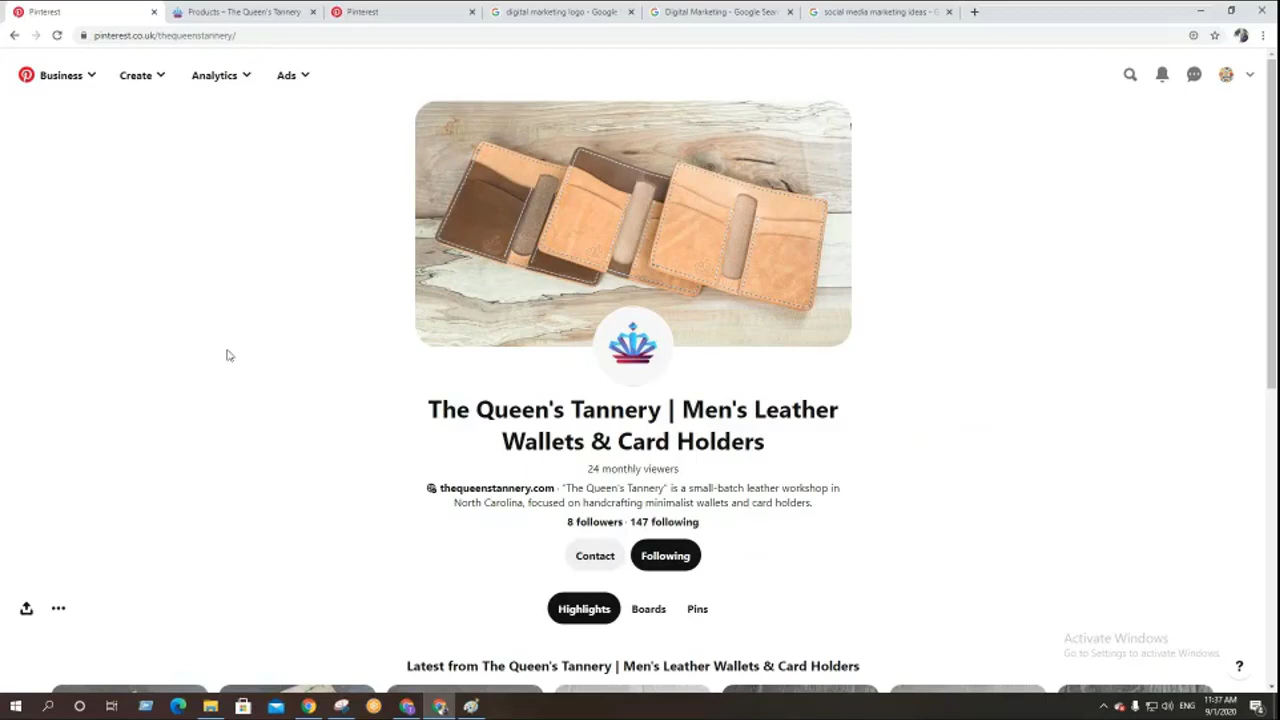 Pinterest
Products – The Queen's Tannery
Pinterest
digital marketing logo - Google
Digital Marketing - Google Sear
social media marketing ideas - G
pinterest.co.uk/thequeenstannery/
Business
Create
Analytics
Ads
The Queen's Tannery | Men's Leather
Wallets & Card Holders
24 monthly viewers
thequeenstannery.com · "The Queen's Tannery" is a small-batch leather workshop in
North Carolina, focused on handcrafting minimalist wallets and card holders.
8 followers · 147 following
Contact
Following
Highlights
Boards
Pins
Activate Windows
Go to Settings to activate Windows.
?
Latest from The Queen's Tannery | Men's Leather Wallets & Card Holders
ENG
11:37 AM
9/1/2020